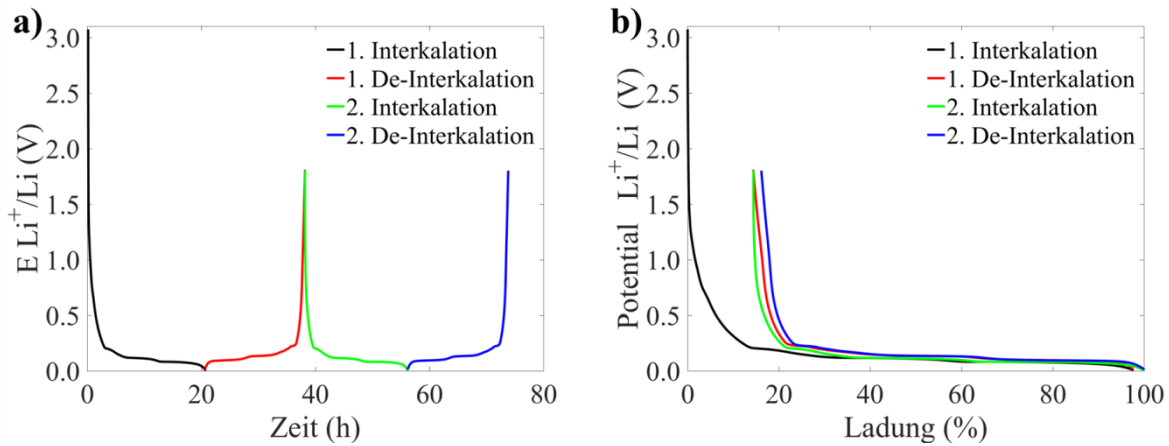 a)
E Li⁺/Li (V)
3.0
2.5
2.0
1.5
1.0
0.5
0.0
0
20
40
60
80
Zeit (h)
1. Interkalation
1. De-Interkalation
2. Interkalation
2. De-Interkalation
b)
Potential Li⁺/Li (V)
3.0
2.5
2.0
1.5
1.0
0.5
0.0
0
20
40
60
80
100
Ladung (%)
1. Interkalation
1. De-Interkalation
2. Interkalation
2. De-Interkalation